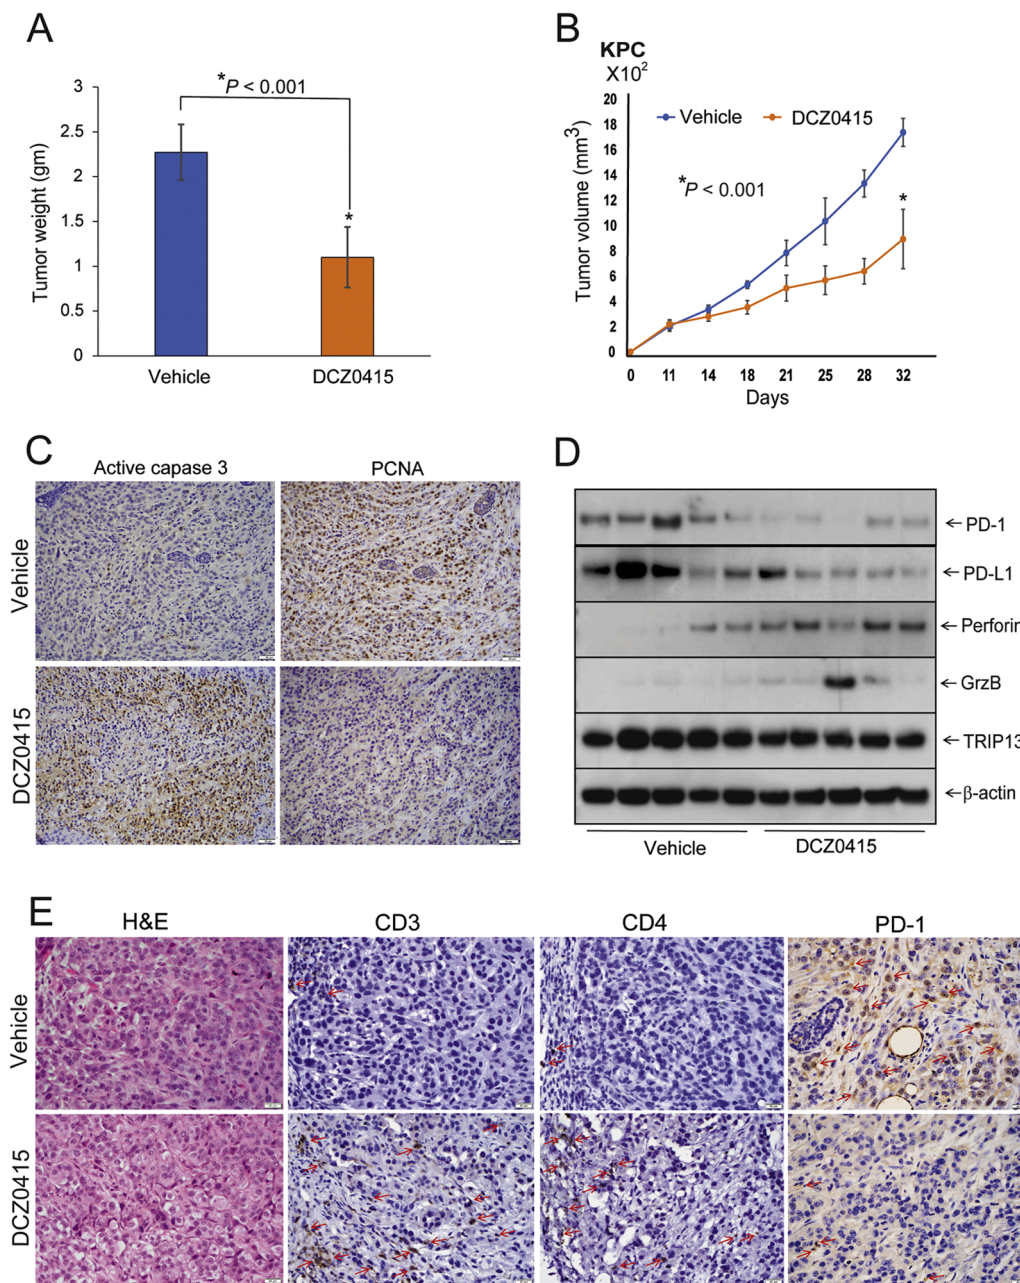 A
*P < 0.001
Tumor weight (gm)
3
2.5
2
1.5
1
0.5
0
*
Vehicle
DCZ0415
B
KPC
X10²
Tumor volume (mm³)
20
18
16
14
12
10
8
6
4
2
0
Vehicle
DCZ0415
*P < 0.001
*
0 11 14 18 21 25 28 32
Days
C
Active capase 3
PCNA
Vehicle
DCZ0415
D
←PD-1
←PD-L1
←Perforin
←GrzB
←TRIP13
←β-actin
Vehicle
DCZ0415
E
H&E
CD3
CD4
PD-1
Vehicle
DCZ0415